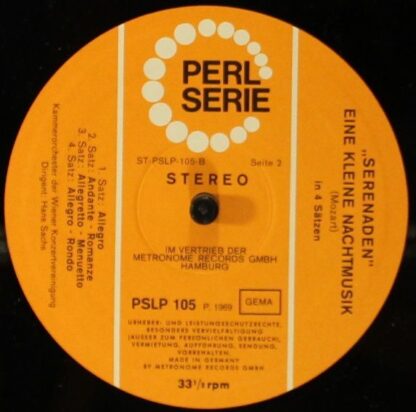 PERL
SERIE
ST-PSLP-105-B
Seite 2
STEREO
„SERENADEN"
EINE KLEINE NACHTMUSIK
(Mozart)
in 4 Sätzen
1. Satz: Allegro
2. Satz: Andante - Romanze
3. Satz: Allegretto - Menuetto
4. Satz: Allegro - Rondo
Kammerorchester der Wiener Konzertvereinigung
Dirigent: Hans Sachs
IM VERTRIEB DER
METRONOME RECORDS GMBH
HAMBURG
PSLP 105 P. 1969 GEMA
URHEBER- UND LEISTUNGSSCHUTZRECHTE,
BESONDERS VERVIELFÄLTIGUNG
(AUSSER ZUM PERSÖNLICHEN GEBRAUCH),
VERMIETUNG, AUFFÜHRUNG, SENDUNG,
VORBEHALTEN.
MADE IN GERMANY
BY METRONOME RECORDS GMBH
33 1/3 rpm